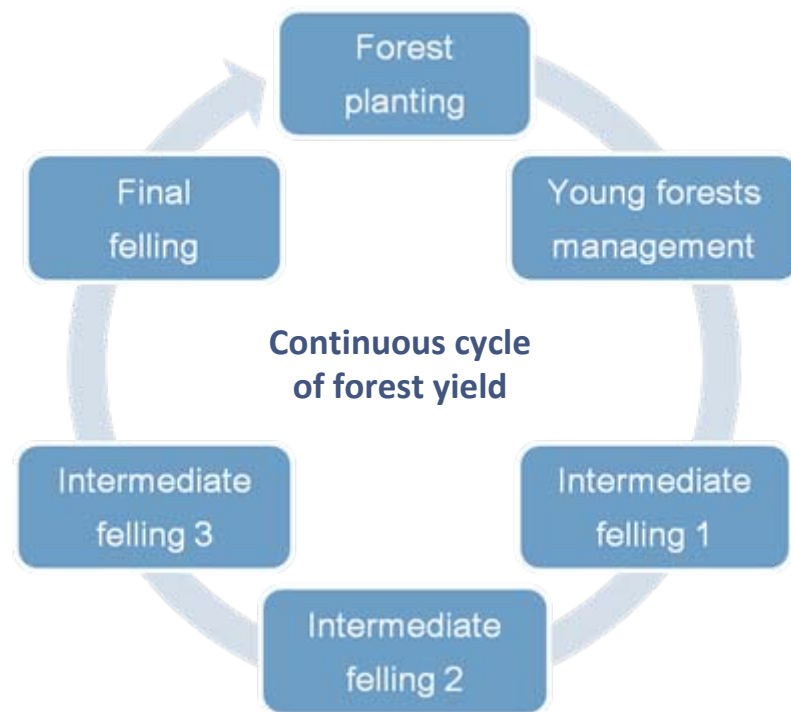 Forest
planting
Young forests
management
Intermediate
felling 1
Intermediate
felling 2
Intermediate
felling 3
Final
felling
Continuous cycle
of forest yield